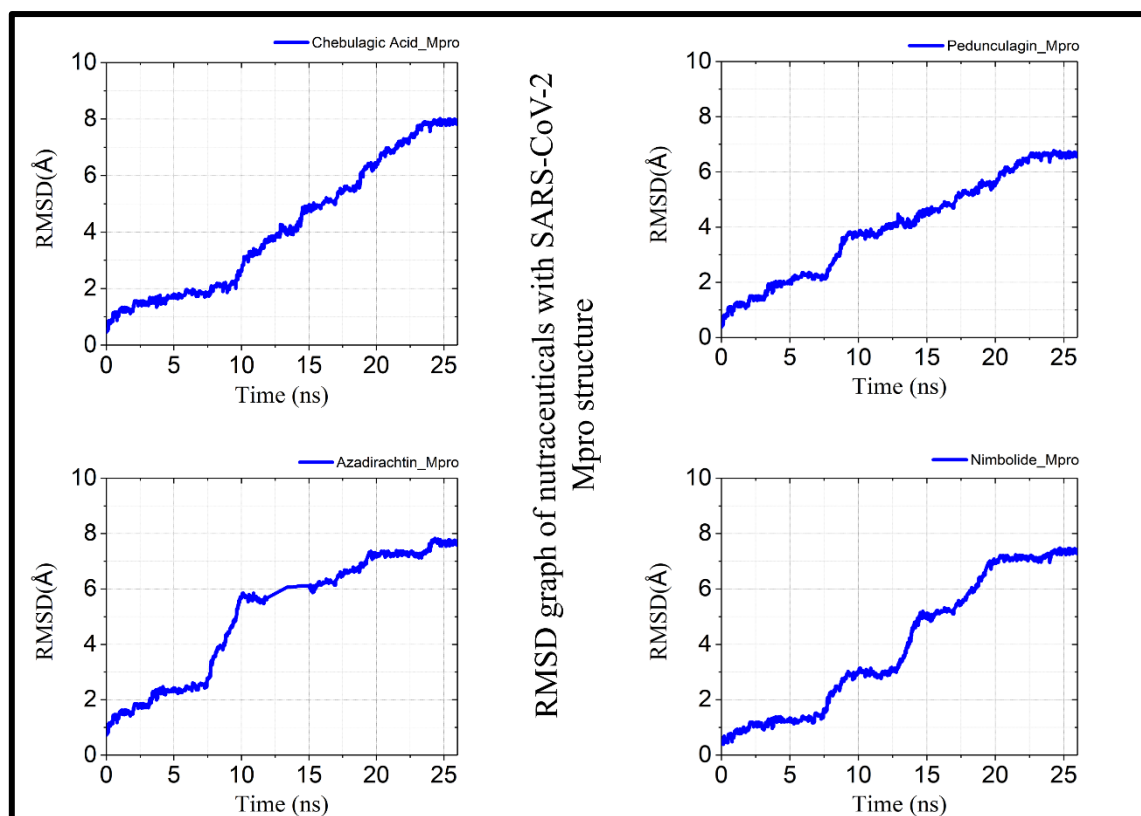 Chebulagic Acid_Mpro
10
8
6
4
2
0
RMSD(Å)
0 5 10 15 20 25
Time (ns)
Pedunculagin_Mpro
10
8
6
4
2
0
RMSD(Å)
0 5 10 15 20 25
Time (ns)
RMSD graph of nutraceuticals with SARS-CoV-2
Mpro structure
Azadirachtin_Mpro
10
8
6
4
2
0
RMSD(Å)
0 5 10 15 20 25
Time (ns)
Nimbolide_Mpro
10
8
6
4
2
0
RMSD(Å)
0 5 10 15 20 25
Time (ns)